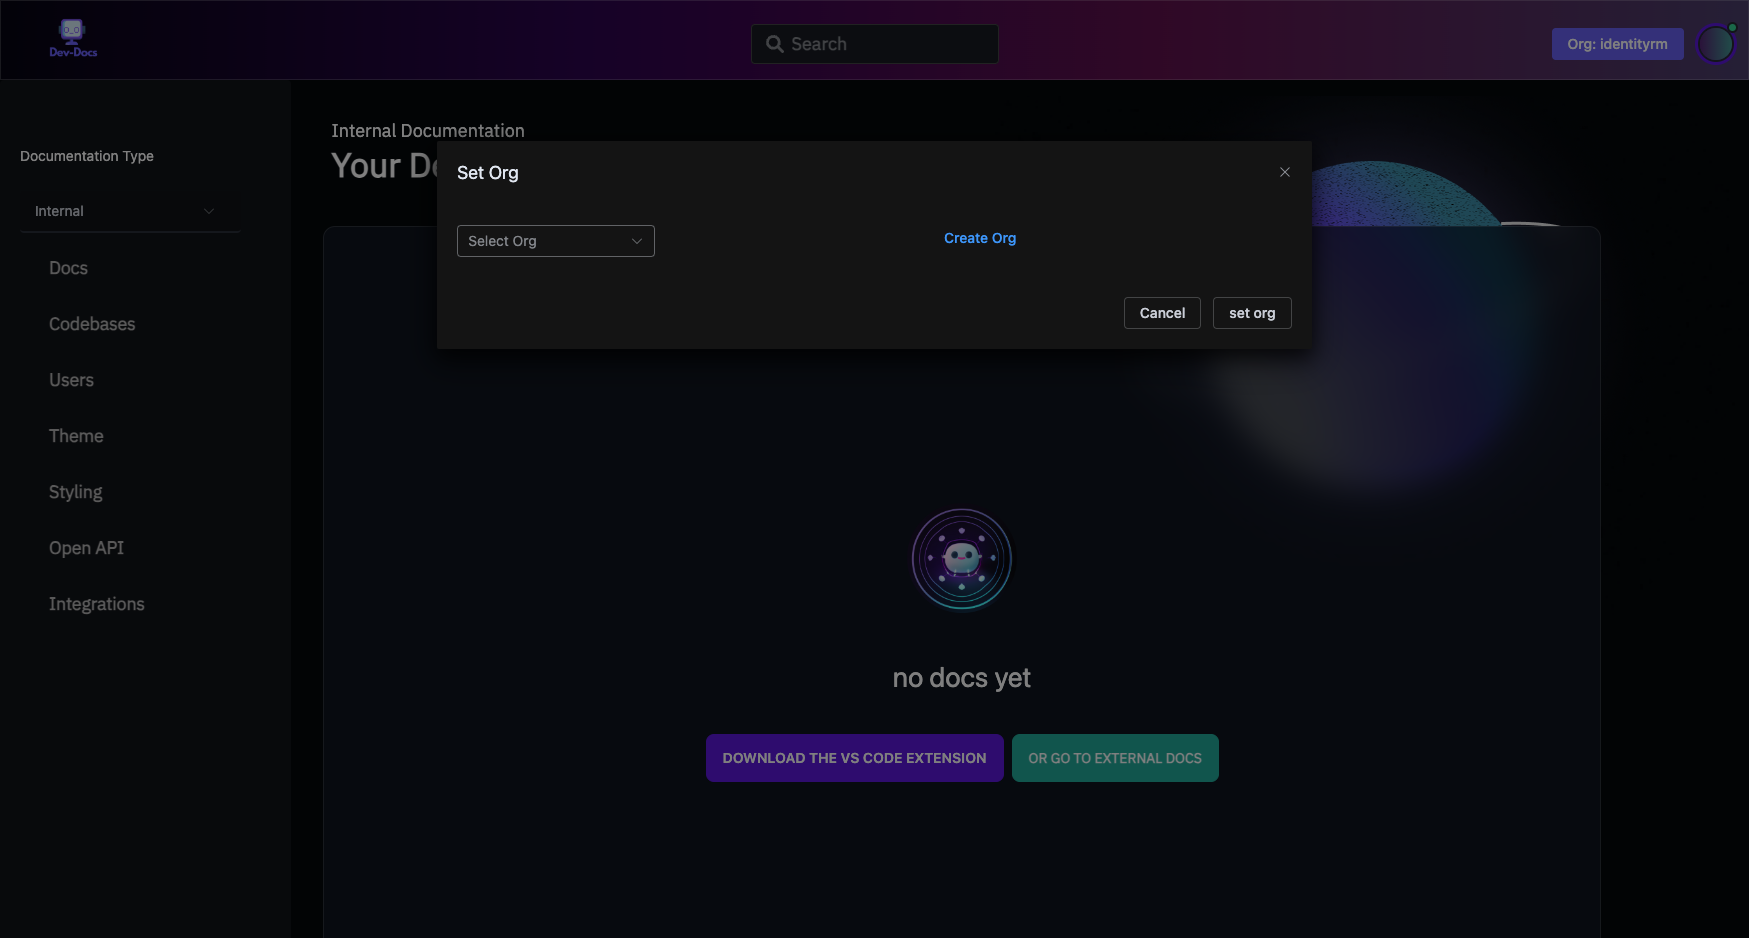 Dev-Docs
Search
Org: identityrm
Documentation Type
Internal
Docs
Codebases
Users
Theme
Styling
Open API
Integrations
Internal Documentation
Your
Set Org
Select Org
Create Org
Cancel
set org
no docs yet
DOWNLOAD THE VS CODE EXTENSION
OR GO TO EXTERNAL DOCS